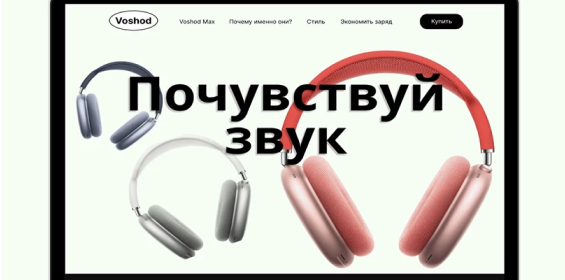 Voshod
Voshod Max
Почему именно они?
Стиль
Экономить заряд
Купить
Почувствуй
звук